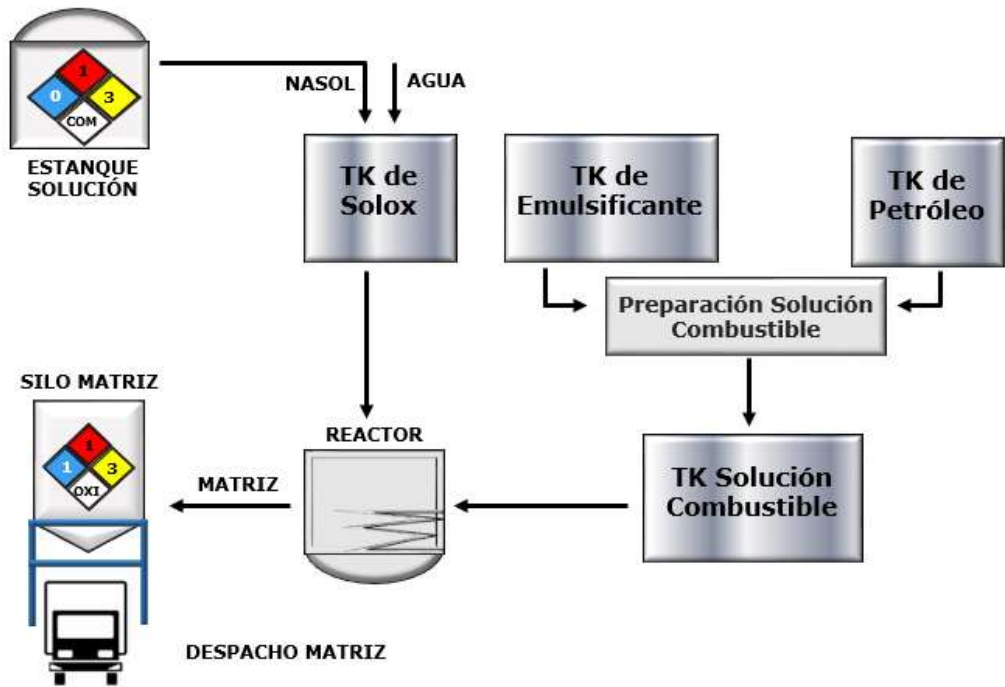 1
0
3
COM
ESTANQUE
SOLUCIÓN
NASOL
AGUA
TK de
Solox
TK de
Emulsificante
TK de
Petróleo
Preparación Solución
Combustible
SILO MATRIZ
1
1
3
OXI
MATRIZ
REACTOR
TK Solución
Combustible
DESPACHO MATRIZ